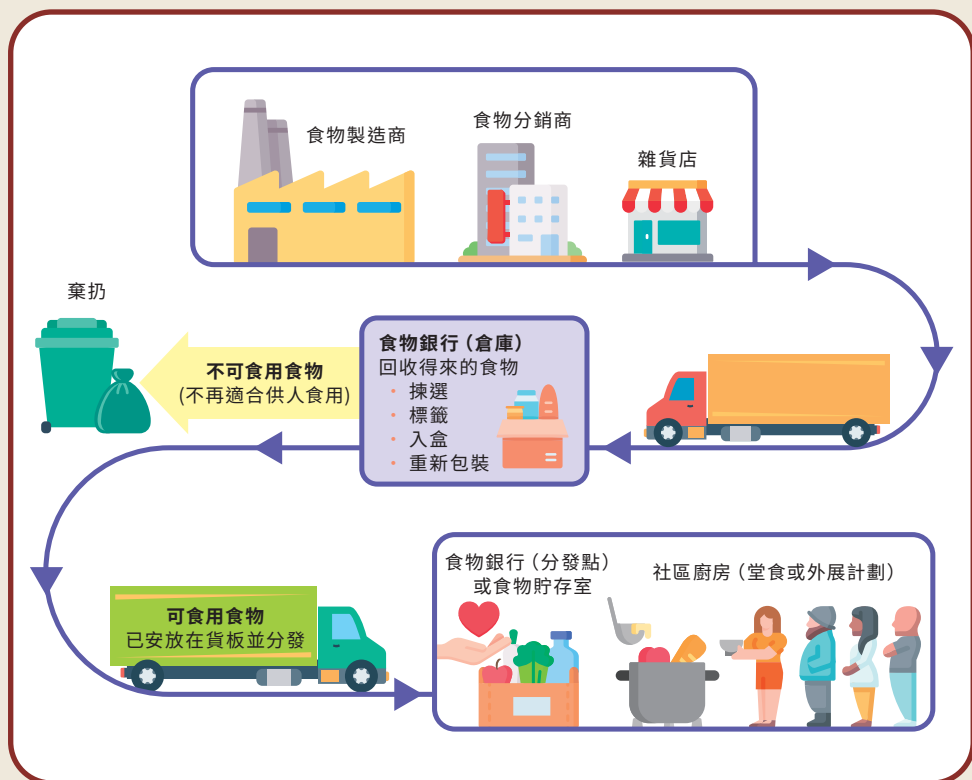 食物製造商
食物分銷商
雜貨店
棄扔
不可食用食物
(不再適合供人食用)
食物銀行(倉庫)
回收得來的食物
• 揀選
• 標籤
• 入盒
• 重新包裝
可食用食物
已安放在貨板並分發
食物銀行(分發點)
或食物貯存室
社區廚房(堂食或外展計劃)